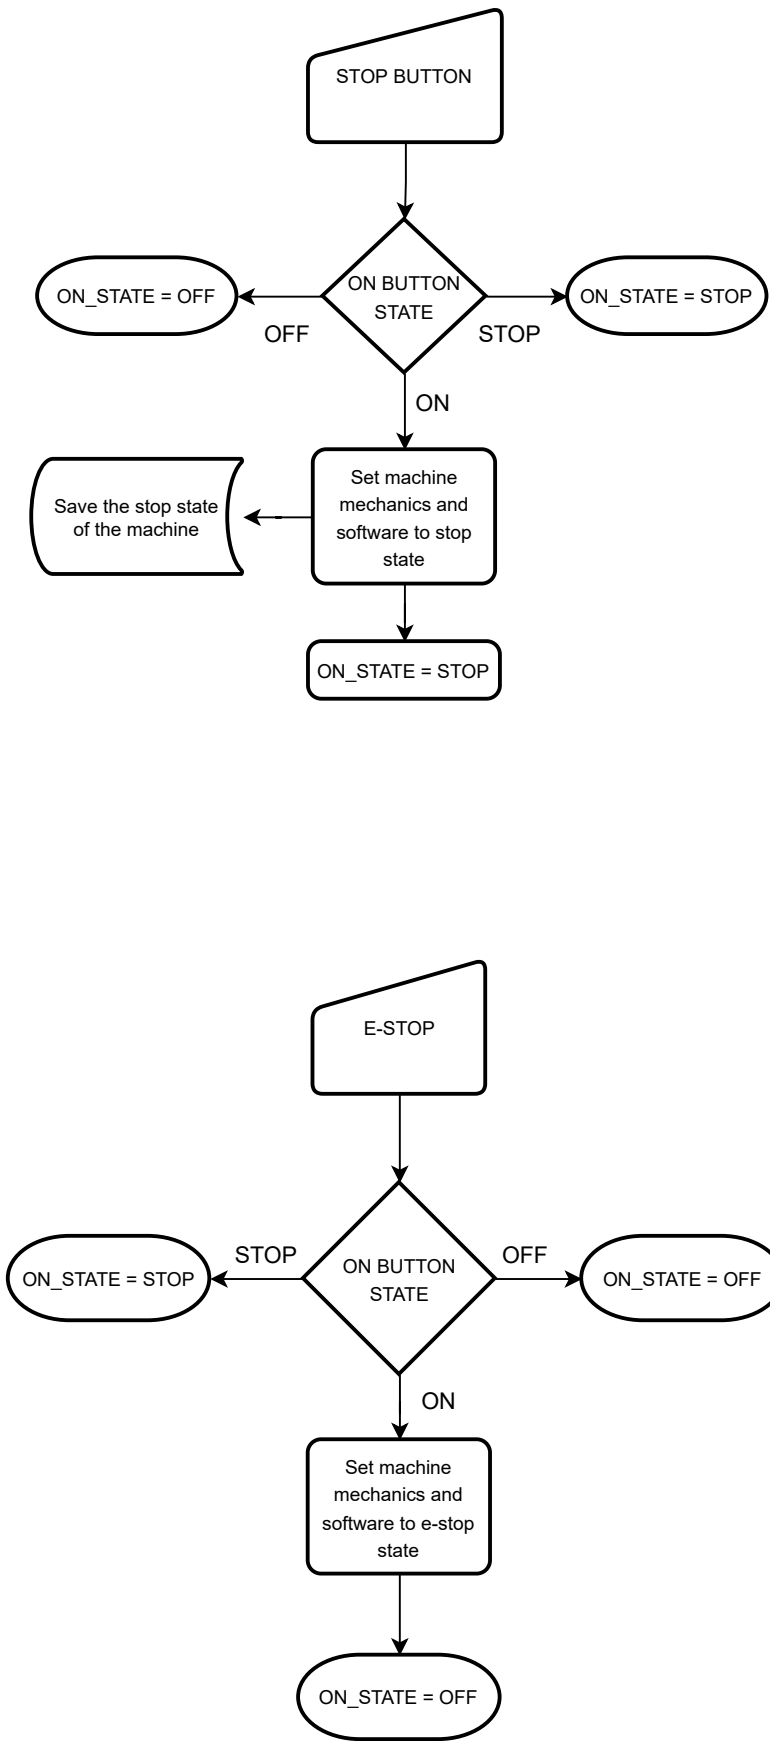 STOP BUTTON
ON_STATE = OFF
ON BUTTON
STATE
ON_STATE = STOP
OFF
STOP
ON
Save the stop state
of the machine
Set machine
mechanics and
software to stop
state
ON_STATE = STOP
E-STOP
STOP
OFF
ON_STATE = STOP
ON BUTTON
STATE
ON_STATE = OFF
ON
Set machine
mechanics and
software to e-stop
state
ON_STATE = OFF